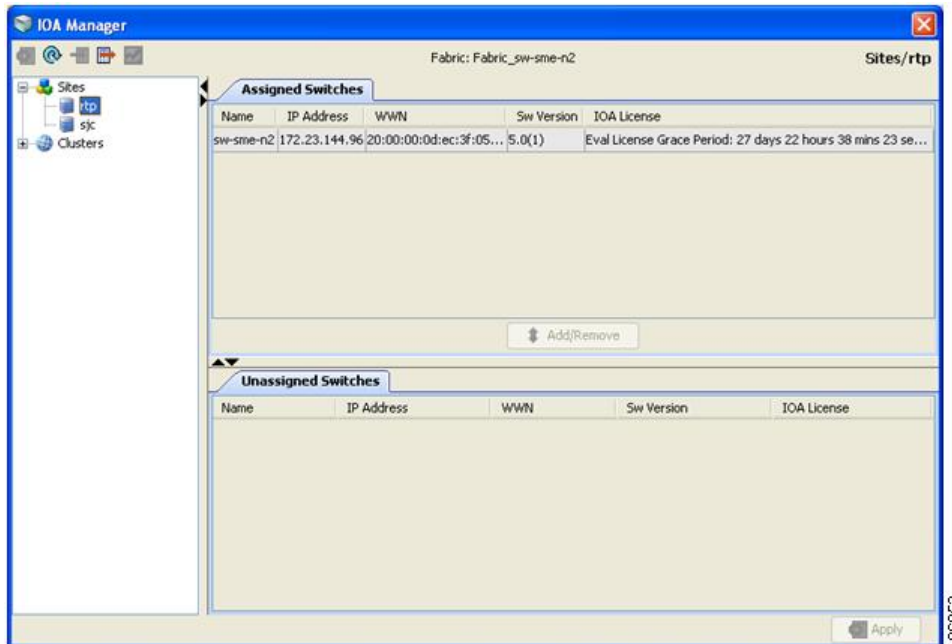 IOA Manager
Fabric: Fabric_sw-sme-n2
Sites/rtp
Sites
rtp
sjc
Clusters
Assigned Switches
Name IP Address WWN Sw Version IOA License
sw-sme-n2 172.23.144.96 20:00:00:0d:ec:3f:05... 5.0(1) Eval License Grace Period: 27 days 22 hours 38 mins 23 se...
Add/Remove
Unassigned Switches
Name IP Address WWN Sw Version IOA License
Apply